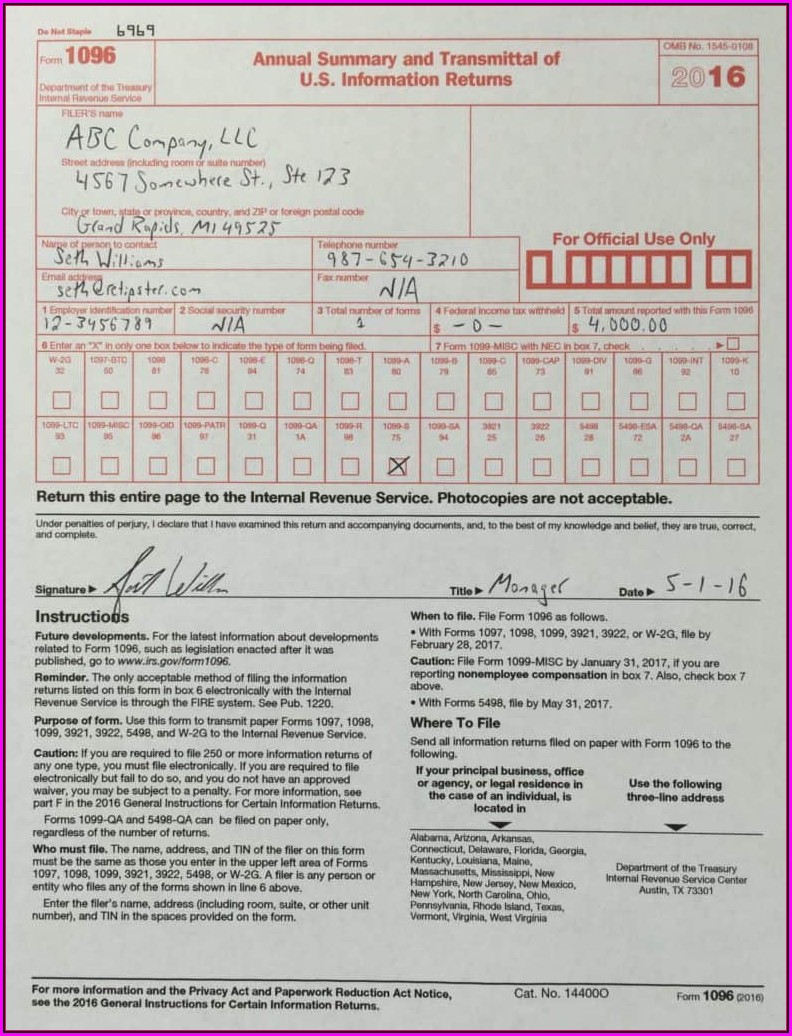 Do Not Staple 6969
Form 1096
Department of the Treasury
Internal Revenue Service
Annual Summary and Transmittal of
U.S. Information Returns
OMB No. 1545-0108
2016
FILER'S name
ABC Company, LLC
Street address (including room or suite number)
4567 Somewhere St., Ste 123
City or town, state or province, country, and ZIP or foreign postal code
Grand Rapids, MI 49525
Name of person to contact
Seth Williams
Telephone number
987-654-3210
Email address
seth@retipster.com
Fax number
N/A
For Official Use Only
1 Employer identification number
12-3456789
2 Social security number
N/A
3 Total number of forms
1
4 Federal income tax withheld
$ -0-
5 Total amount reported with this Form 1096
$ 4,000.00
6 Enter an "X" in only one box below to indicate the type of form being filed.
7 Form 1099-MISC with NEC in box 7, check . . . . . ▶
W-2G 1097-BTC 1098 1098-C 1098-E 1098-Q 1098-T 1099-A 1099-B 1099-C 1099-CAP 1099-DIV 1099-G 1099-INT 1099-K
32 50 81 78 84 74 83 80 79 85 73 91 86 92 10
1099-LTC 1099-MISC 1099-OID 1099-PATR 1099-Q 1099-QA 1099-R 1099-S 1099-SA 3921 3922 5498 5498-ESA 5498-QA 5498-SA
93 95 96 97 31 1A 98 75 94 25 26 28 72 2A 27
X
Return this entire page to the Internal Revenue Service. Photocopies are not acceptable.
Under penalties of perjury, I declare that I have examined this return and accompanying documents, and, to the best of my knowledge and belief, they are true, correct,
and complete.
Signature ▶
Title ▶ Manager
Date ▶ 5-1-16
Instructions
Future developments. For the latest information about developments
related to Form 1096, such as legislation enacted after it was
published, go to www.irs.gov/form1096.
Reminder. The only acceptable method of filing the information
returns listed on this form in box 6 electronically with the Internal
Revenue Service is through the FIRE system. See Pub. 1220.
Purpose of form. Use this form to transmit paper Forms 1097, 1098,
1099, 3921, 3922, 5498, and W-2G to the Internal Revenue Service.
Caution: If you are required to file 250 or more information returns of
any one type, you must file electronically. If you are required to file
electronically but fail to do so, and you do not have an approved
waiver, you may be subject to a penalty. For more information, see
part F in the 2016 General Instructions for Certain Information Returns.
Forms 1099-QA and 5498-QA can be filed on paper only,
regardless of the number of returns.
Who must file. The name, address, and TIN of the filer on this form
must be the same as those you enter in the upper left area of Forms
1097, 1098, 1099, 3921, 3922, 5498, or W-2G. A filer is any person or
entity who files any of the forms shown in line 6 above.
Enter the filer's name, address (including room, suite, or other unit
number), and TIN in the spaces provided on the form.
When to file. File Form 1096 as follows.
• With Forms 1097, 1098, 1099, 3921, 3922, or W-2G, file by
February 28, 2017.
Caution: File Form 1099-MISC by January 31, 2017, if you are
reporting nonemployee compensation in box 7. Also, check box 7
above.
• With Forms 5498, file by May 31, 2017.
Where To File
Send all information returns filed on paper with Form 1096 to the
following.
If your principal business, office
or agency, or legal residence in
the case of an individual, is
located in
Use the following
three-line address
Alabama, Arizona, Arkansas,
Connecticut, Delaware, Florida, Georgia,
Kentucky, Louisiana, Maine,
Massachusetts, Mississippi, New
Hampshire, New Jersey, New Mexico,
New York, North Carolina, Ohio,
Pennsylvania, Rhode Island, Texas,
Vermont, Virginia, West Virginia
Department of the Treasury
Internal Revenue Service Center
Austin, TX 73301
For more information and the Privacy Act and Paperwork Reduction Act Notice,
see the 2016 General Instructions for Certain Information Returns.
Cat. No. 14400O
Form 1096 (2016)